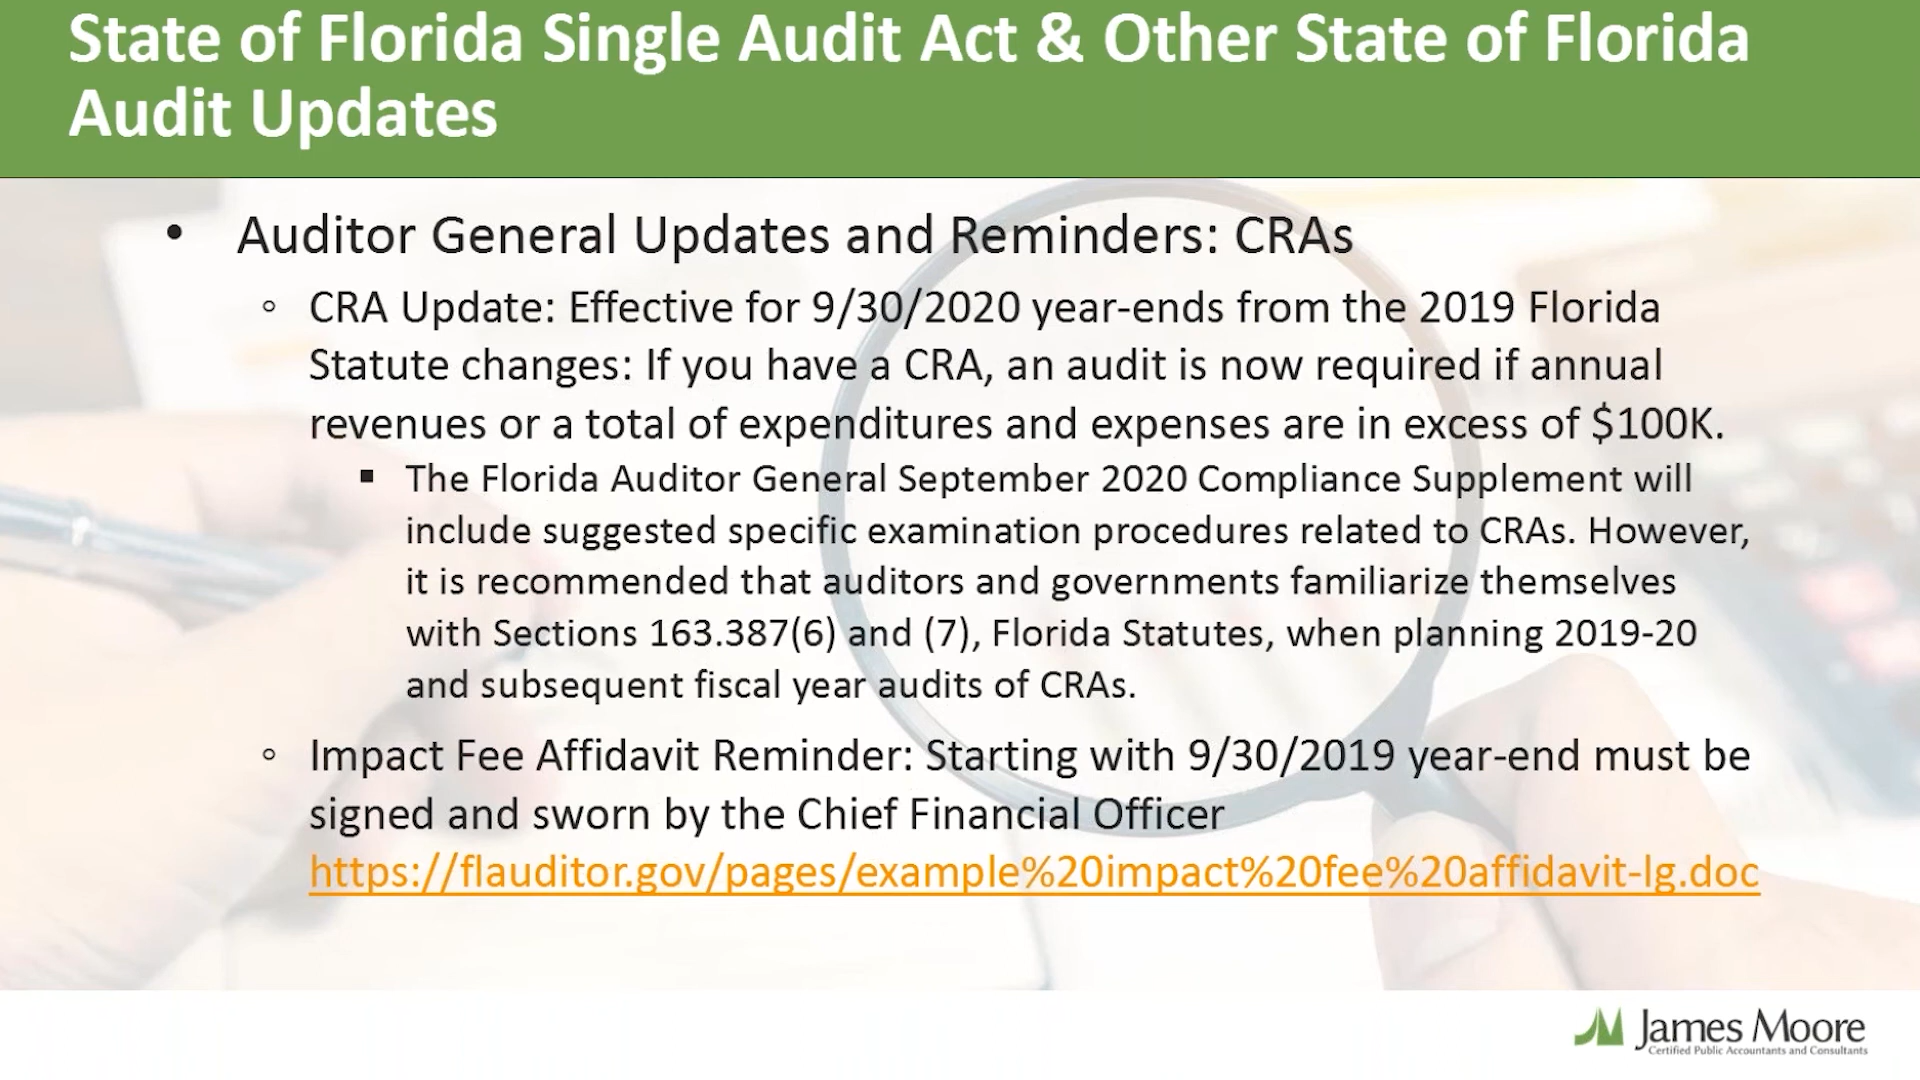 State of Florida Single Audit Act & Other State of Florida
Audit Updates
• Auditor General Updates and Reminders: CRAs
◦ CRA Update: Effective for 9/30/2020 year-ends from the 2019 Florida
Statute changes: If you have a CRA, an audit is now required if annual
revenues or a total of expenditures and expenses are in excess of $100K.
▪ The Florida Auditor General September 2020 Compliance Supplement will
include suggested specific examination procedures related to CRAs. However,
it is recommended that auditors and governments familiarize themselves
with Sections 163.387(6) and (7), Florida Statutes, when planning 2019-20
and subsequent fiscal year audits of CRAs.
◦ Impact Fee Affidavit Reminder: Starting with 9/30/2019 year-end must be
signed and sworn by the Chief Financial Officer
https://flauditor.gov/pages/example%20impact%20fee%20affidavit-lg.doc
James Moore
Certified Public Accountants and Consultants